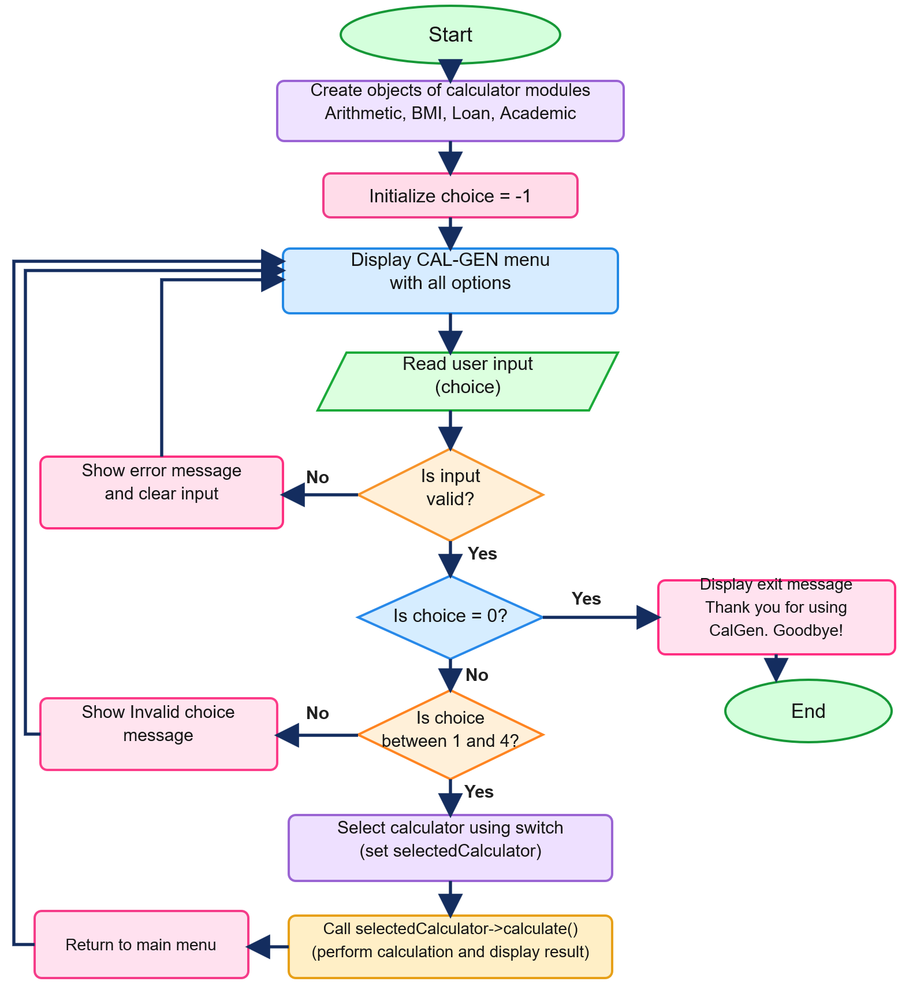 Start
Create objects of calculator modules
Arithmetic, BMI, Loan, Academic
Initialize choice = -1
Display CAL-GEN menu
with all options
Read user input
(choice)
Is input
valid?
No
Show error message
and clear input
Yes
Is choice = 0?
Yes
Display exit message
Thank you for using
CalGen. Goodbye!
End
No
Is choice
between 1 and 4?
No
Show Invalid choice
message
Yes
Select calculator using switch
(set selectedCalculator)
Call selectedCalculator->calculate()
(perform calculation and display result)
Return to main menu